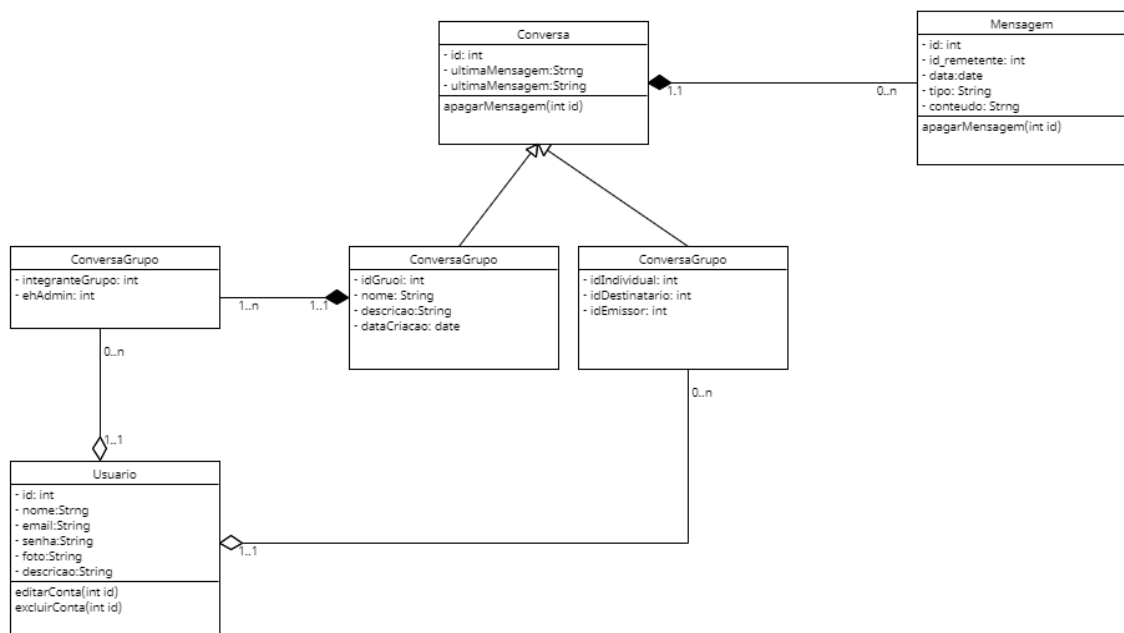 Conversa
- id: int
- ultimaMensagem:Strng
- ultimaMensagem:String
apagarMensagem(int id)
Mensagem
- id: int
- id_remetente: int
- data:date
- tipo: String
- conteudo: Strng
apagarMensagem(int id)
1.1
0..n
ConversaGrupo
- integranteGrupo: int
- ehAdmin: int
1..n
1..1
ConversaGrupo
- idGruoi: int
- nome: String
- descricao:String
- dataCriacao: date
ConversaGrupo
- idIndividual: int
- idDestinatario: int
- idEmissor: int
0..n
0..n
1..1
Usuario
- id: int
- nome:Strng
- email:String
- senha:String
- foto:String
- descricao:String
editarConta(int id)
excluirConta(int id)
1..1